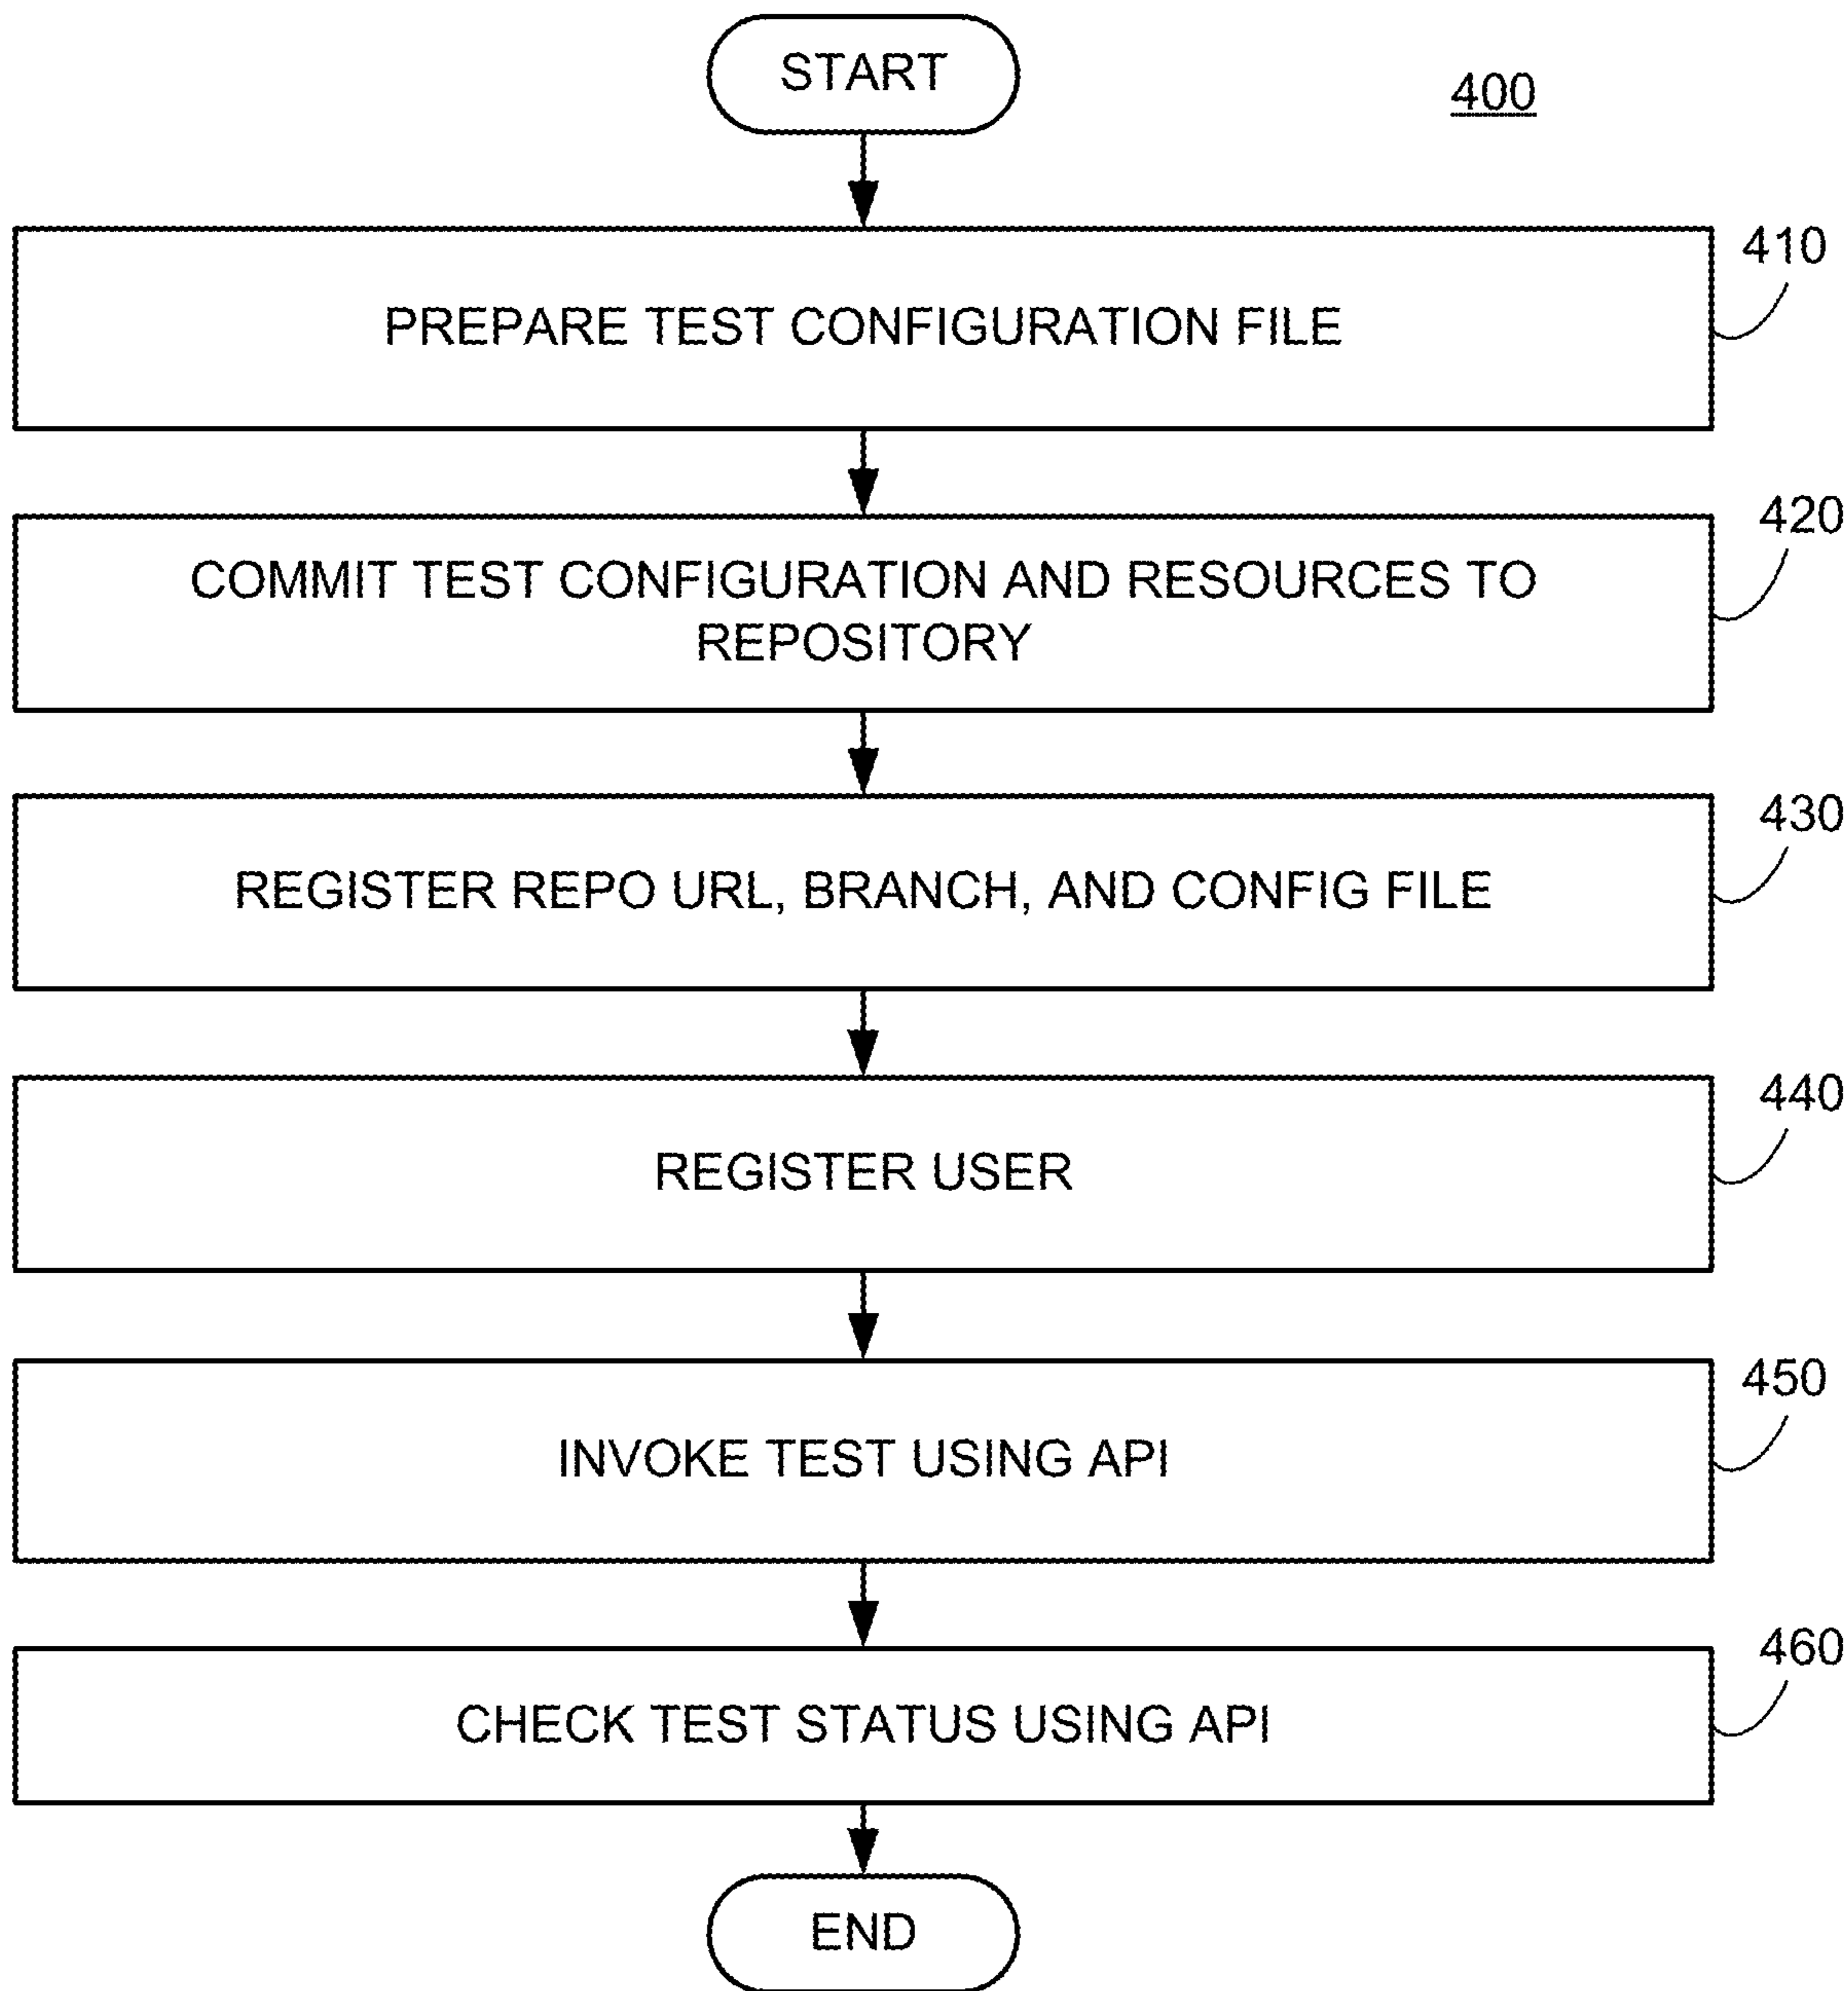 START
400
410
PREPARE TEST CONFIGURATION FILE
420
COMMIT TEST CONFIGURATION AND RESOURCES TO
REPOSITORY
430
REGISTER REPO URL, BRANCH, AND CONFIG FILE
440
REGISTER USER
450
INVOKE TEST USING API
460
CHECK TEST STATUS USING API
END